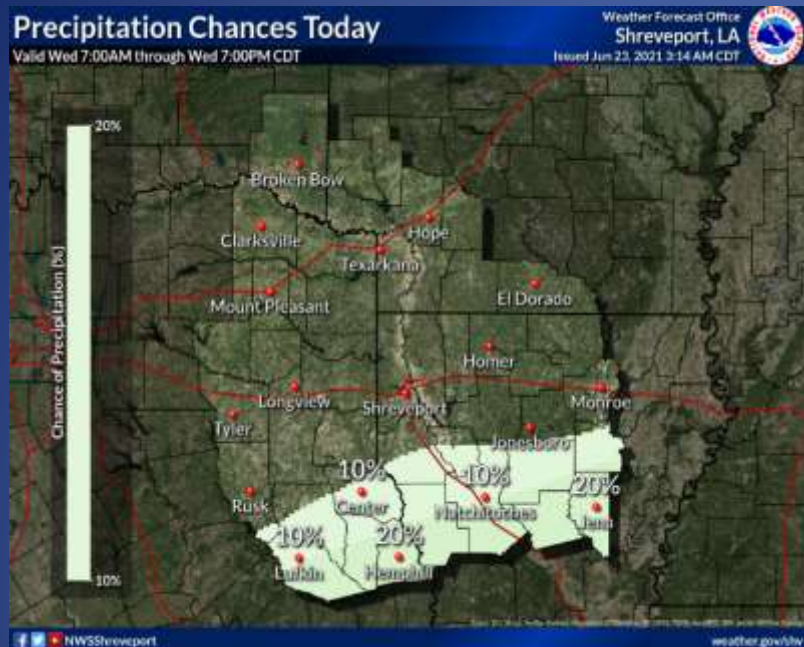 Precipitation Chances Today
Valid Wed 7:00AM through Wed 7:00PM CDT
Weather Forecast Office
Shreveport, LA
Issued Jun 23, 2021 3:14 AM CDT
20%
Chance of Precipitation (%)
10%
Broken Bow
Clarksville
Hope
Texarkana
Mount Pleasant
El Dorado
Homer
Longview
Shreveport
Monroe
Tyler
Jonesboro
10%
Center
10%
Natchitoches
20%
Jena
Rusk
10%
Lufkin
20%
Hemphill
NWSShreveport
weather.gov/shv